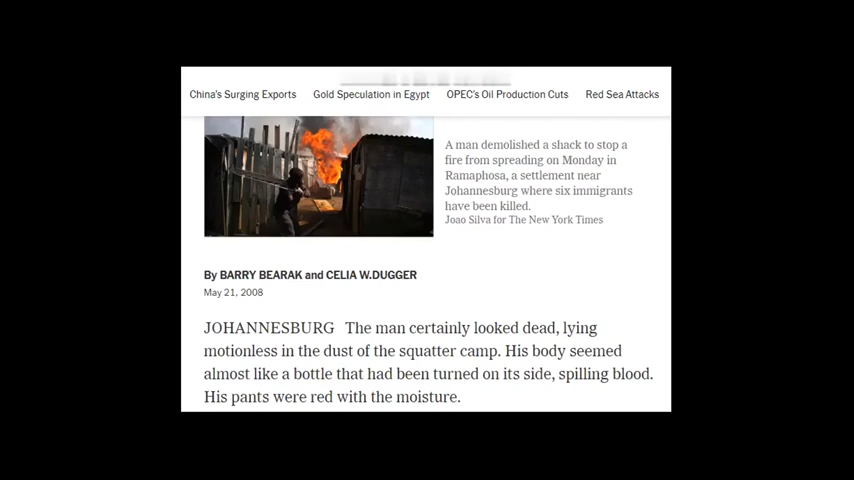 China's Surging Exports Gold Speculation in Egypt OPEC's Oil Production Cuts Red Sea Attacks
A man demolished a shack to stop a
fire from spreading on Monday in
Ramaphosa, a settlement near
Johannesburg where six immigrants
have been killed.
Joao Silva for The New York Times
By BARRY BEARAK and CELIA W.DUGGER
May 21, 2008
JOHANNESBURG The man certainly looked dead, lying
motionless in the dust of the squatter camp. His body seemed
almost like a bottle that had been turned on its side, spilling blood.
His pants were red with the moisture.